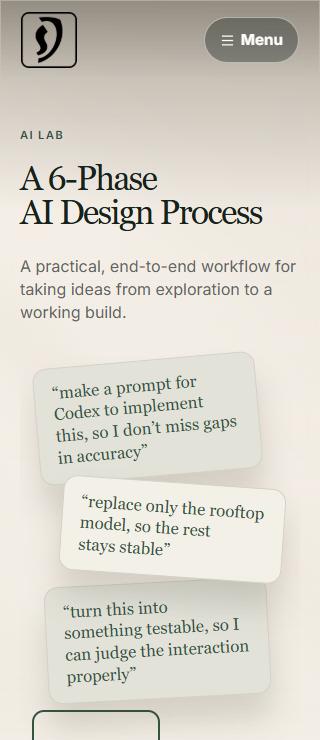 Menu
AI LAB
A 6-Phase
AI Design Process
A practical, end-to-end workflow for
taking ideas from exploration to a
working build.
“make a prompt for
Codex to implement
this, so I don’t miss gaps
in accuracy”
“replace only the rooftop
model, so the rest
stays stable”
“turn this into
something testable, so I
can judge the interaction
properly”